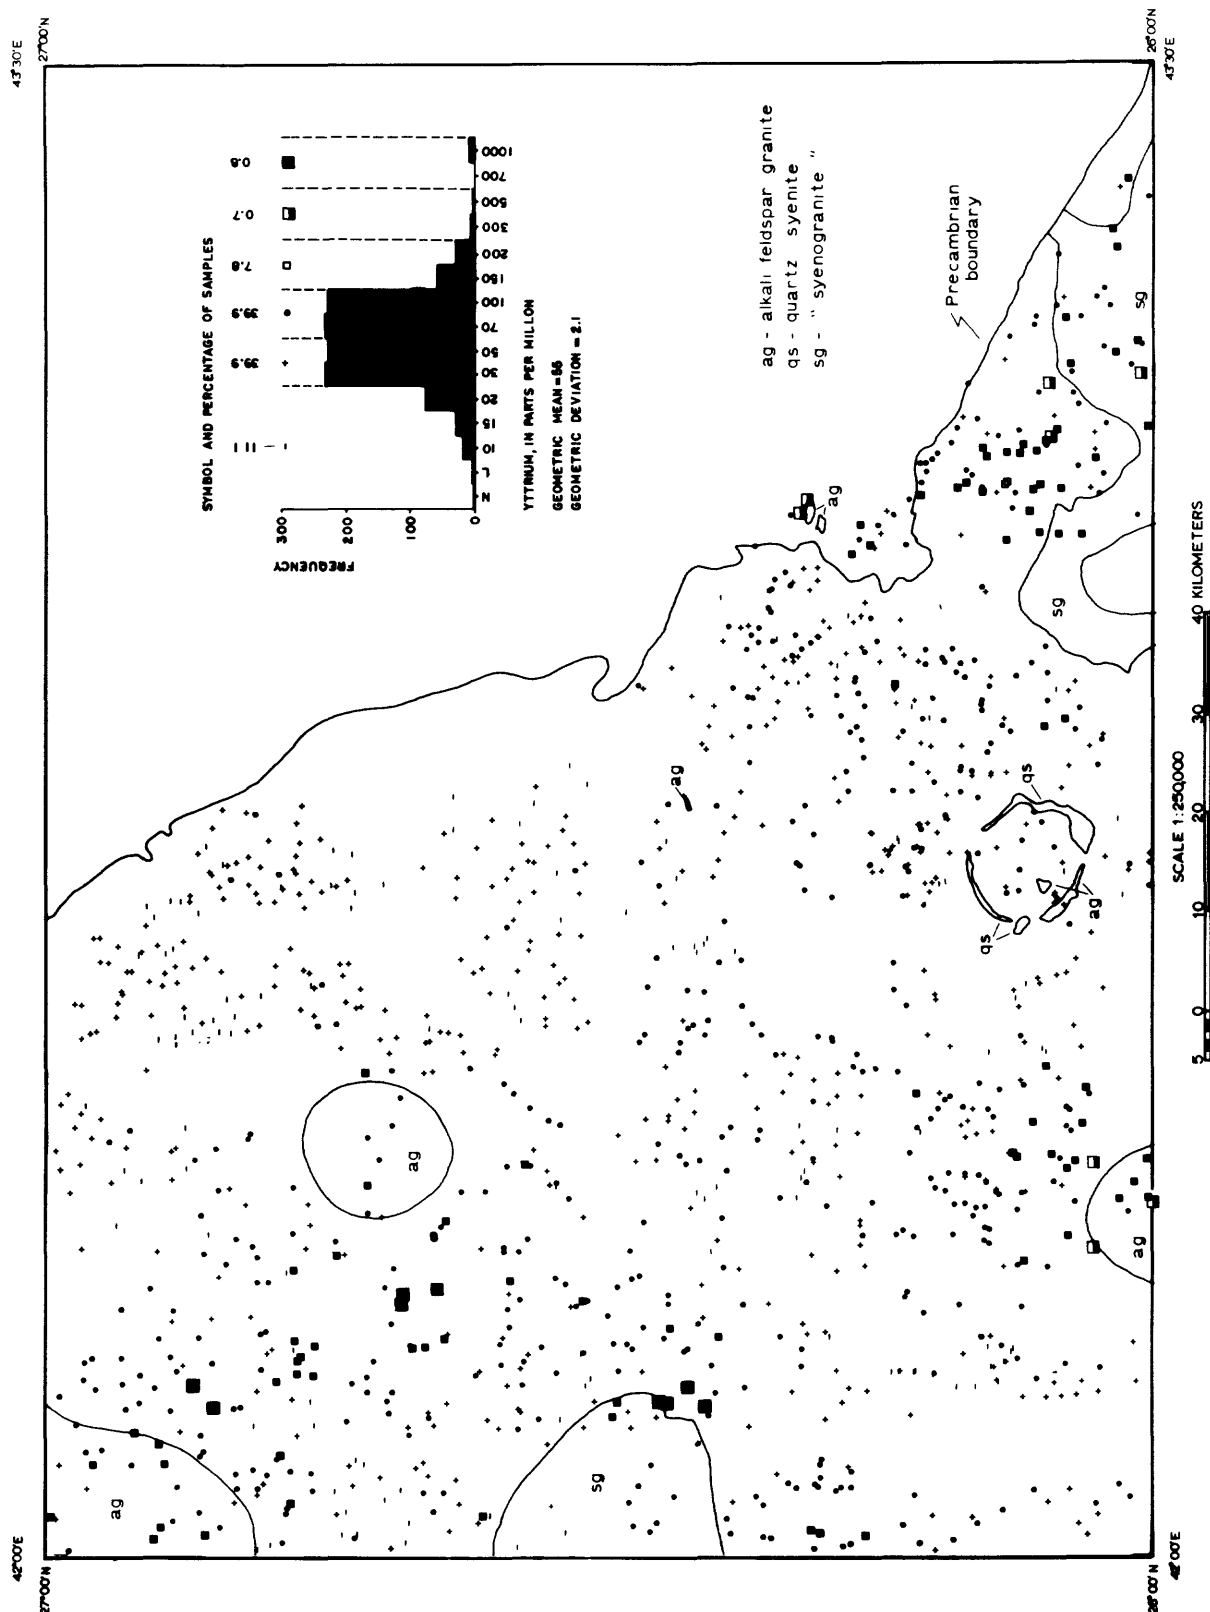 43°30'E
27°00'N
26°00'N
43°30'E
SYMBOL AND PERCENTAGE OF SAMPLES
11.1
39.9
39.9
7.8
0.7
0.8
FREQUENCY
300
200
100
0
N L 10 15 20 30 50 70 100 150 200 300 500 700 1000
YTTRIUM, IN PARTS PER MILLON
GEOMETRIC MEAN = 56
GEOMETRIC DEVIATION = 2.1
ag - alkali feldspar granite
qs - quartz syenite
sg - " syenogranite "
Precambrian
boundary
ag
ag
ag
ag
ag
ag
qs
qs
sg
sg
sg
42°00'E
27°00'N
26°00'N
42°00'E
SCALE 1:250,000
5 0 10 20 30 40 KILOMETERS